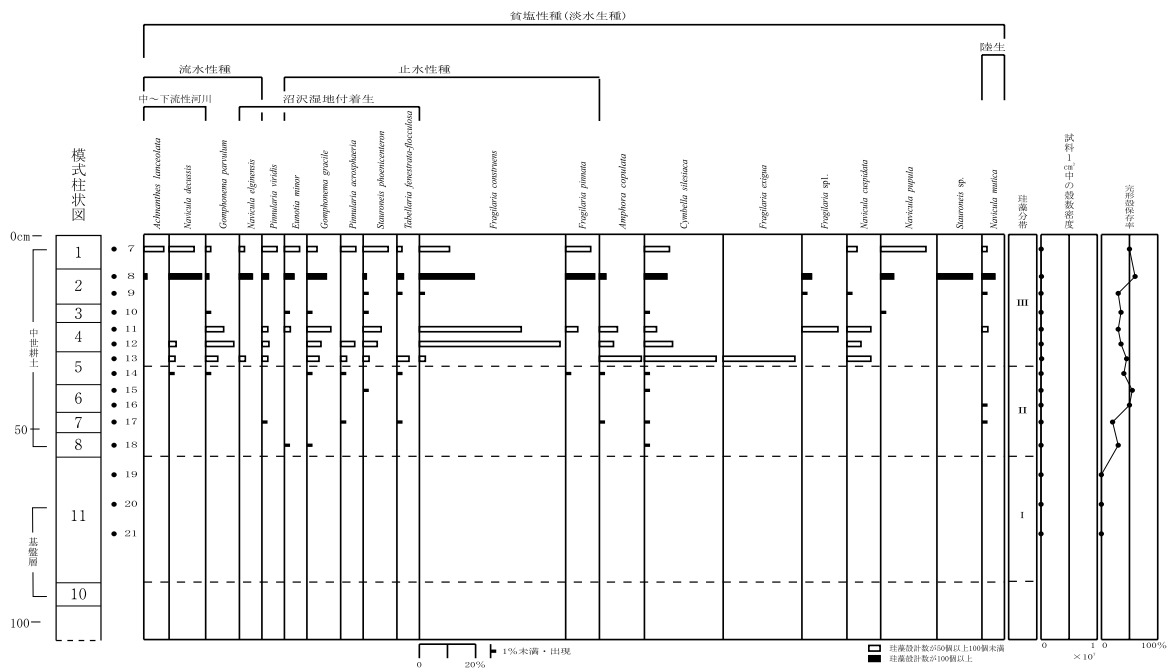 貧塩性種(淡水生種)
陸生
流水性種
止水性種
中～下流性河川
沼沢湿地付着生
模式柱状図
Achnanthes lanceolata
Navicula decussis
Gomphonema parvulum
Navicula elginensis
Pinnularia viridis
Eunotia minor
Gomphonema gracile
Pinnularia acrosphaeria
Stauroneis phoenicenteron
Tabellaria fenestrata-flocculosa
Fragilaria construens
Fragilaria pinnata
Amphora copulata
Cymbella silesiaca
Fragilaria exigua
Fragilaria spl.
Navicula cuspidata
Navicula pupula
Stauroneis sp.
Navicula mutica
珪藻分帯
試料1cm³中の殻数密度
完形殻保存率
0cm
50
100
中世耕土
基盤層
1
2
3
4
5
6
7
8
11
10
7
8
9
10
11
12
13
14
15
16
17
18
19
20
21
III
II
I
0 20%
1%未満・出現
珪藻殻計数が50個以上100個未満
珪藻殻計数が100個以上
0 1
0 100%